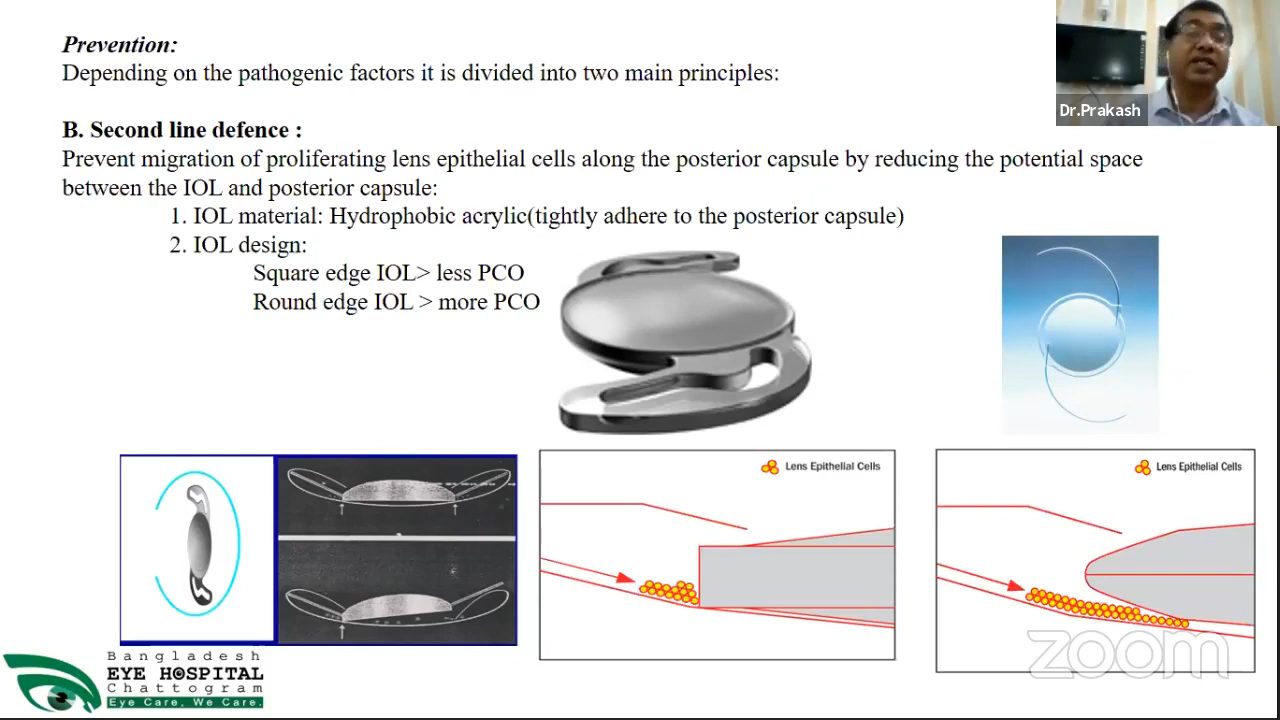 Prevention:
Depending on the pathogenic factors it is divided into two main principles:
Dr.Prakash
B. Second line defence :
Prevent migration of proliferating lens epithelial cells along the posterior capsule by reducing the potential space
between the IOL and posterior capsule:
1. IOL material: Hydrophobic acrylic(tightly adhere to the posterior capsule)
2. IOL design:
Square edge IOL> less PCO
Round edge IOL > more PCO
Lens Epithelial Cells
Lens Epithelial Cells
zoom
Bangladesh
EYE HOSPITAL
Chattogram
Eye Care, We Care.